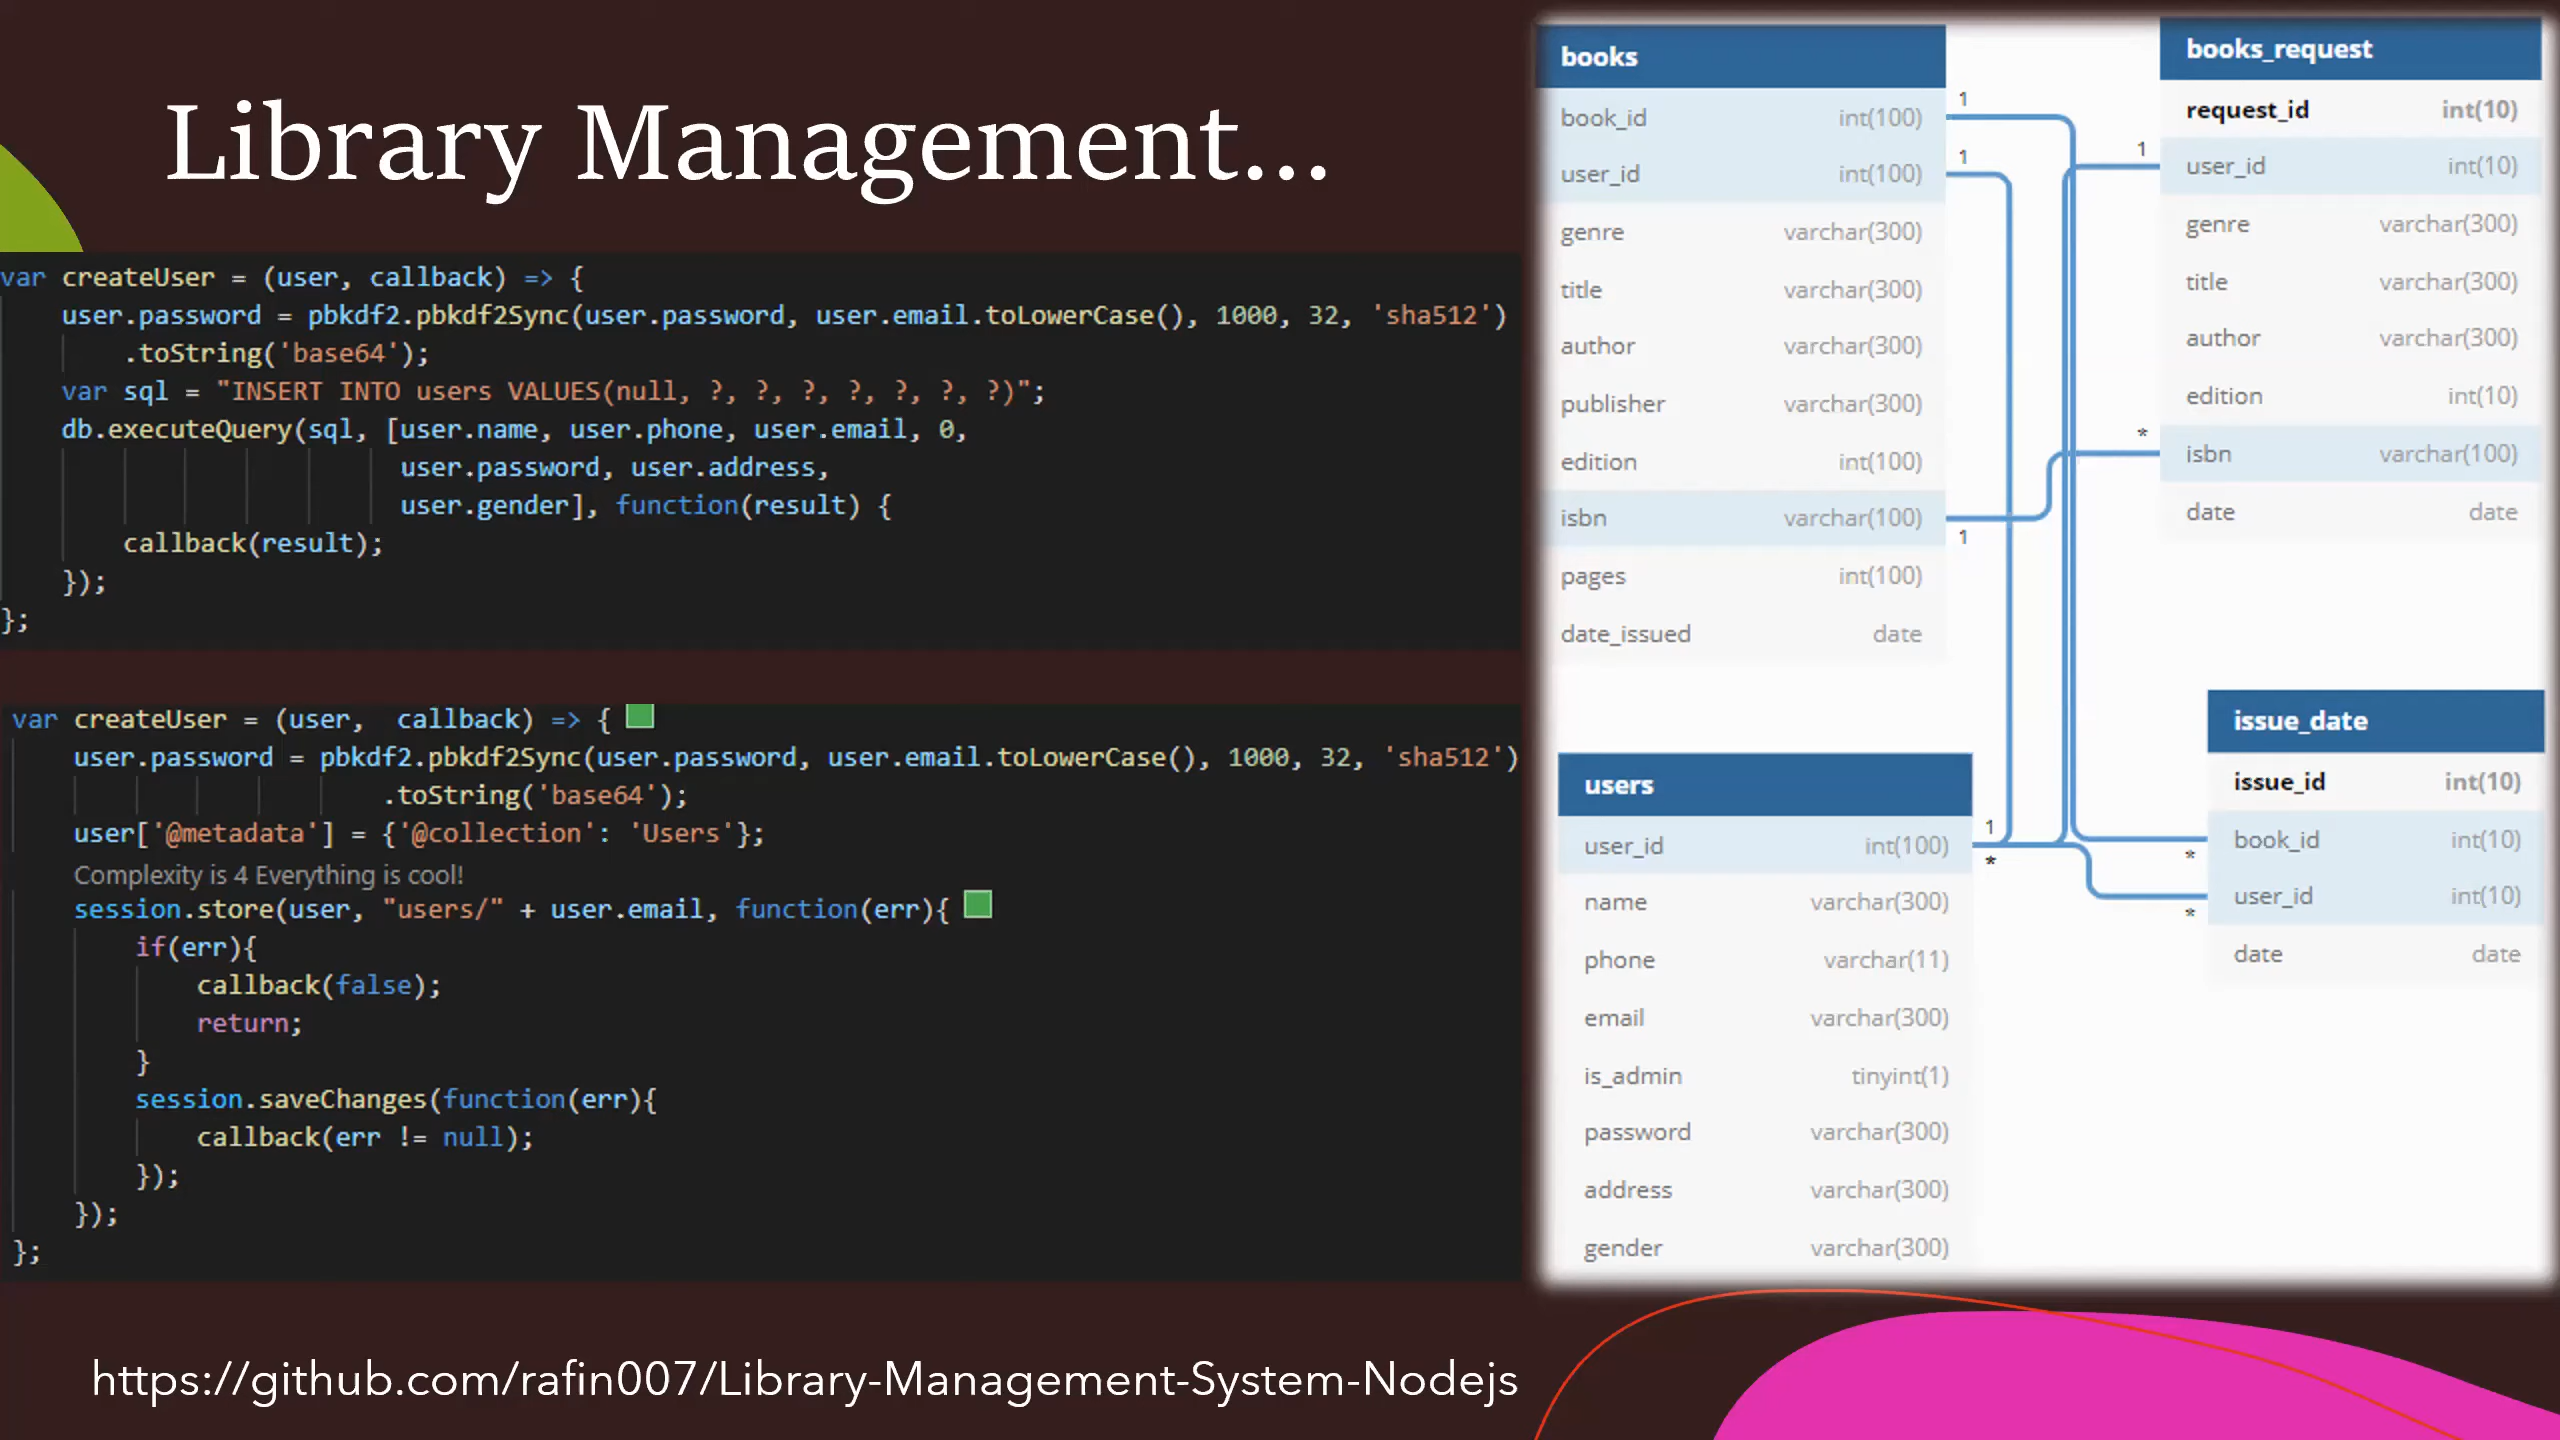 Library Management...
var createUser = (user, callback) => {
user.password = pbkdf2.pbkdf2Sync(user.password, user.email.toLowerCase(), 1000, 32, 'sha512')
.toString('base64');
var sql = "INSERT INTO users VALUES(null, ?, ?, ?, ?, ?, ?, ?)";
db.executeQuery(sql, [user.name, user.phone, user.email, 0,
user.password, user.address,
user.gender], function(result) {
callback(result);
});
};
var createUser = (user,  callback) => {
user.password = pbkdf2.pbkdf2Sync(user.password, user.email.toLowerCase(), 1000, 32, 'sha512')
.toString('base64');
user['@metadata'] = {'@collection': 'Users'};
Complexity is 4 Everything is cool!
session.store(user, "users/" + user.email, function(err){
if(err){
callback(false);
return;
}
session.saveChanges(function(err){
callback(err != null);
});
});
};
https://github.com/rafin007/Library-Management-System-Nodejs
books
book_id int(100) 1
user_id int(100) 1
genre varchar(300)
title varchar(300)
author varchar(300)
publisher varchar(300)
edition int(100)
isbn varchar(100) 1
pages int(100)
date_issued date
books_request
request_id int(10)
1 user_id int(10)
genre varchar(300)
title varchar(300)
author varchar(300)
edition int(10)
* isbn varchar(100)
date date
users
user_id int(100) 1 *
name varchar(300)
phone varchar(11)
email varchar(300)
is_admin tinyint(1)
password varchar(300)
address varchar(300)
gender varchar(300)
issue_date
issue_id int(10)
* book_id int(10)
* user_id int(10)
date date